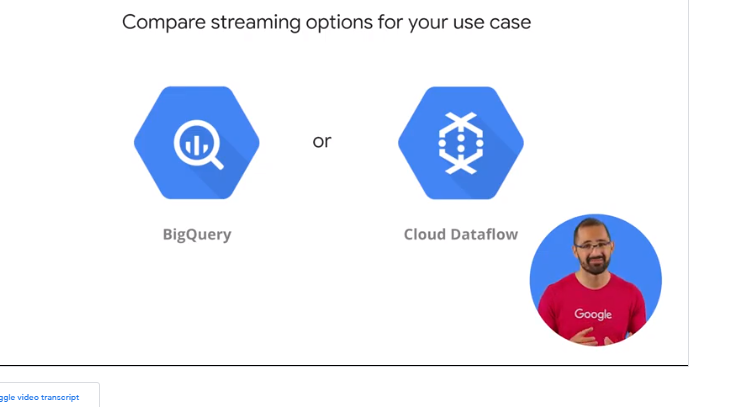 Compare streaming options for your use case
or
BigQuery
Cloud Dataflow
Google
ggle video transcript